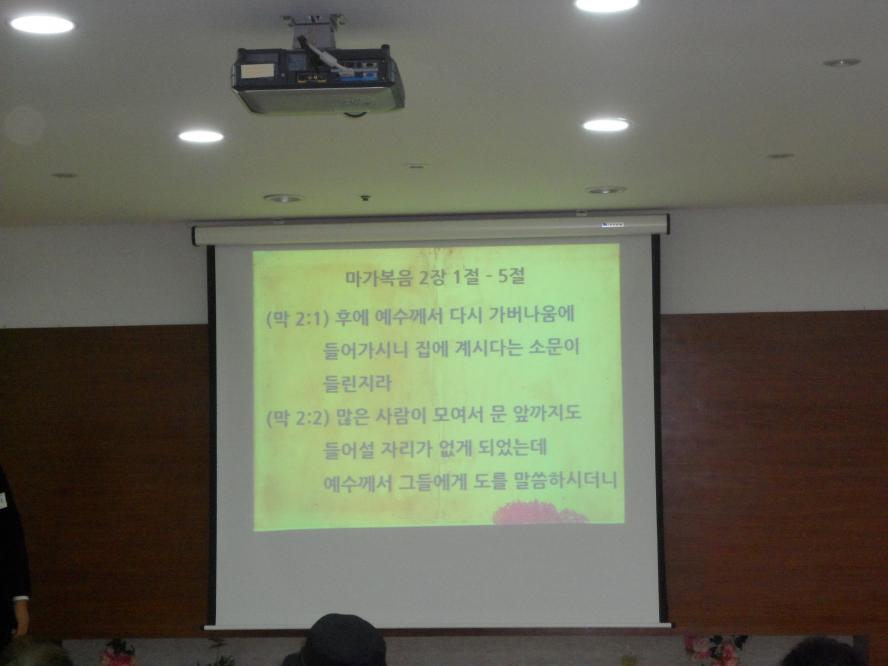 마가복음 2장 1절 - 5절
(막 2:1) 후에 예수께서 다시 가버나움에
들어가시니 집에 계시다는 소문이
들린지라
(막 2:2) 많은 사람이 모여서 문 앞까지도
들어설 자리가 없게 되었는데
예수께서 그들에게 도를 말씀하시더니